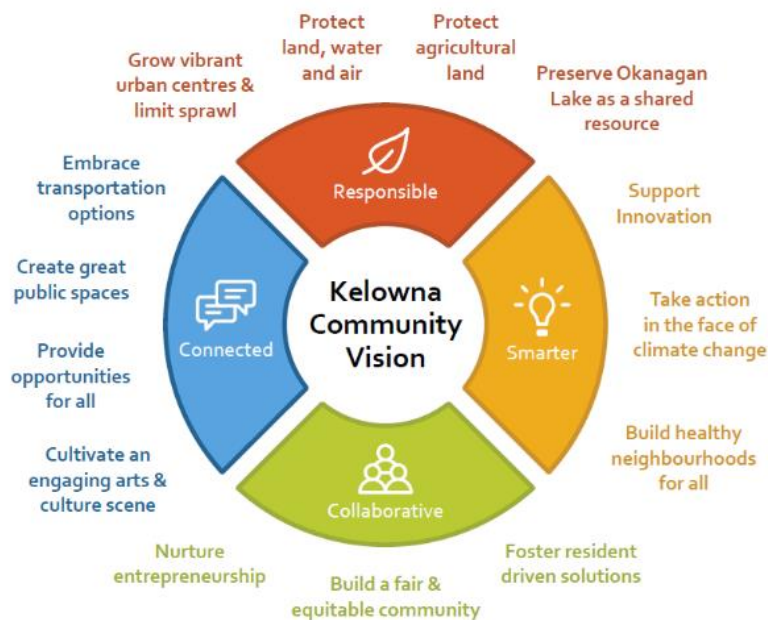 Protect
land, water
and air
Protect
agricultural
land
Grow vibrant
urban centres &
limit sprawl
Preserve Okanagan
Lake as a shared
resource
Responsible
Embrace
transportation
options
Create great
public spaces
Provide
opportunities
for all
Cultivate an
engaging arts &
culture scene
Connected
Kelowna
Community
Vision
Smarter
Support
Innovation
Take action
in the face of
climate change
Build healthy
neighbourhoods
for all
Collaborative
Nurture
entrepreneurship
Build a fair &
equitable community
Foster resident
driven solutions